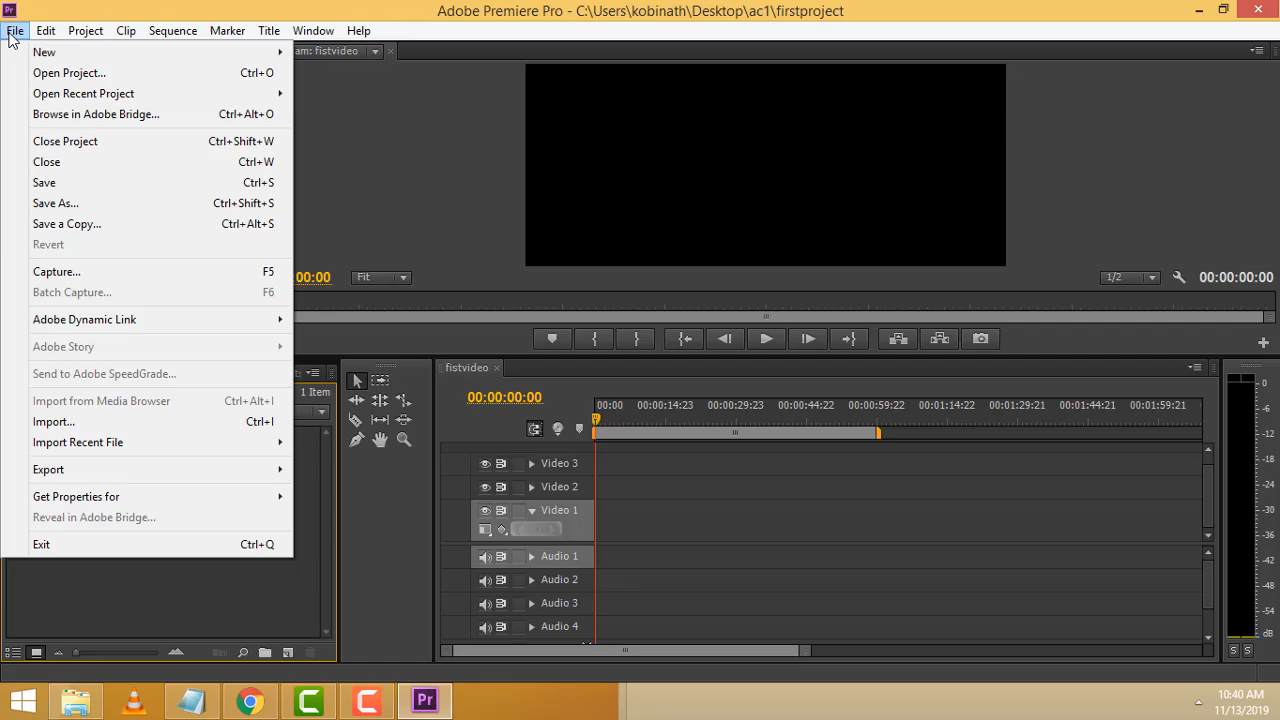 Pr Adobe Premiere Pro - C:\Users\kobinath\Desktop\ac1\firstproject
File Edit Project Clip Sequence Marker Title Window Help
New
Open Project... Ctrl+O
Open Recent Project
Browse in Adobe Bridge... Ctrl+Alt+O
Close Project Ctrl+Shift+W
Close Ctrl+W
Save Ctrl+S
Save As... Ctrl+Shift+S
Save a Copy... Ctrl+Alt+S
Revert
Capture... F5
Batch Capture... F6
Adobe Dynamic Link
Adobe Story
Send to Adobe SpeedGrade...
Import from Media Browser Ctrl+Alt+I
Import... Ctrl+I
Import Recent File
Export
Get Properties for
Reveal in Adobe Bridge...
Exit Ctrl+Q
am: fistvideo
00:00 Fit 1/2 00:00:00:00
1 Item
fistvideo
00:00:00:00
00:00 00:00:14:23 00:00:29:23 00:00:44:22 00:00:59:22 00:01:14:22 00:01:29:21 00:01:44:21 00:01:59:21
Video 3
Video 2
Video 1
Audio 1
Audio 2
Audio 3
Audio 4
0
-6
-12
-18
-24
-30
-36
-42
-48
-54
dB
S S
Pr
10:40 AM
11/13/2019